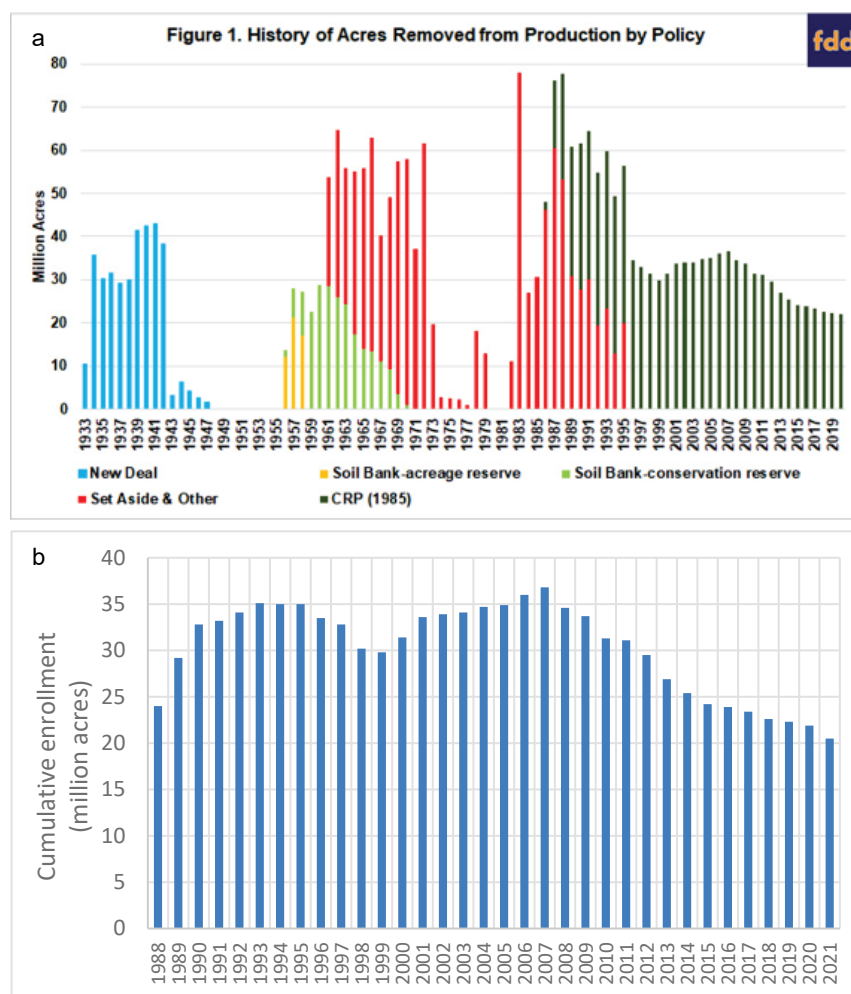 a
Figure 1. History of Acres Removed from Production by Policy
fdd
80
70
60
50
40
30
20
10
0
Million Acres
1933 1935 1937 1939 1941 1943 1945 1947 1949 1951 1953 1955 1957 1959 1961 1963 1965 1967 1969 1971 1973 1975 1977 1979 1981 1983 1985 1987 1989 1991 1993 1995 1997 1999 2001 2003 2005 2007 2009 2011 2013 2015 2017 2019
New Deal Soil Bank-acreage reserve Soil Bank-conservation reserve
Set Aside & Other CRP (1985)
b
40
35
30
25
20
15
10
5
0
Cumulative enrollment
(million acres)
1988 1989 1990 1991 1992 1993 1994 1995 1996 1997 1998 1999 2000 2001 2002 2003 2004 2005 2006 2007 2008 2009 2010 2011 2012 2013 2014 2015 2016 2017 2018 2019 2020 2021